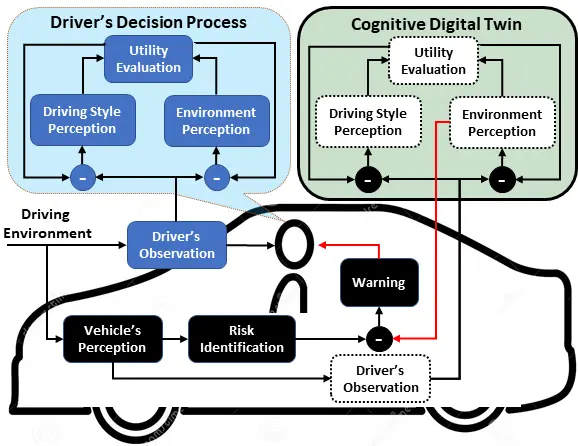 Driver's Decision Process
Utility
Evaluation
Driving Style
Perception
Environment
Perception
-
-
Cognitive Digital Twin
Utility
Evaluation
Driving Style
Perception
Environment
Perception
-
-
Driving
Environment
Driver's
Observation
Warning
Vehicle's
Perception
Risk
Identification
-
Driver's
Observation